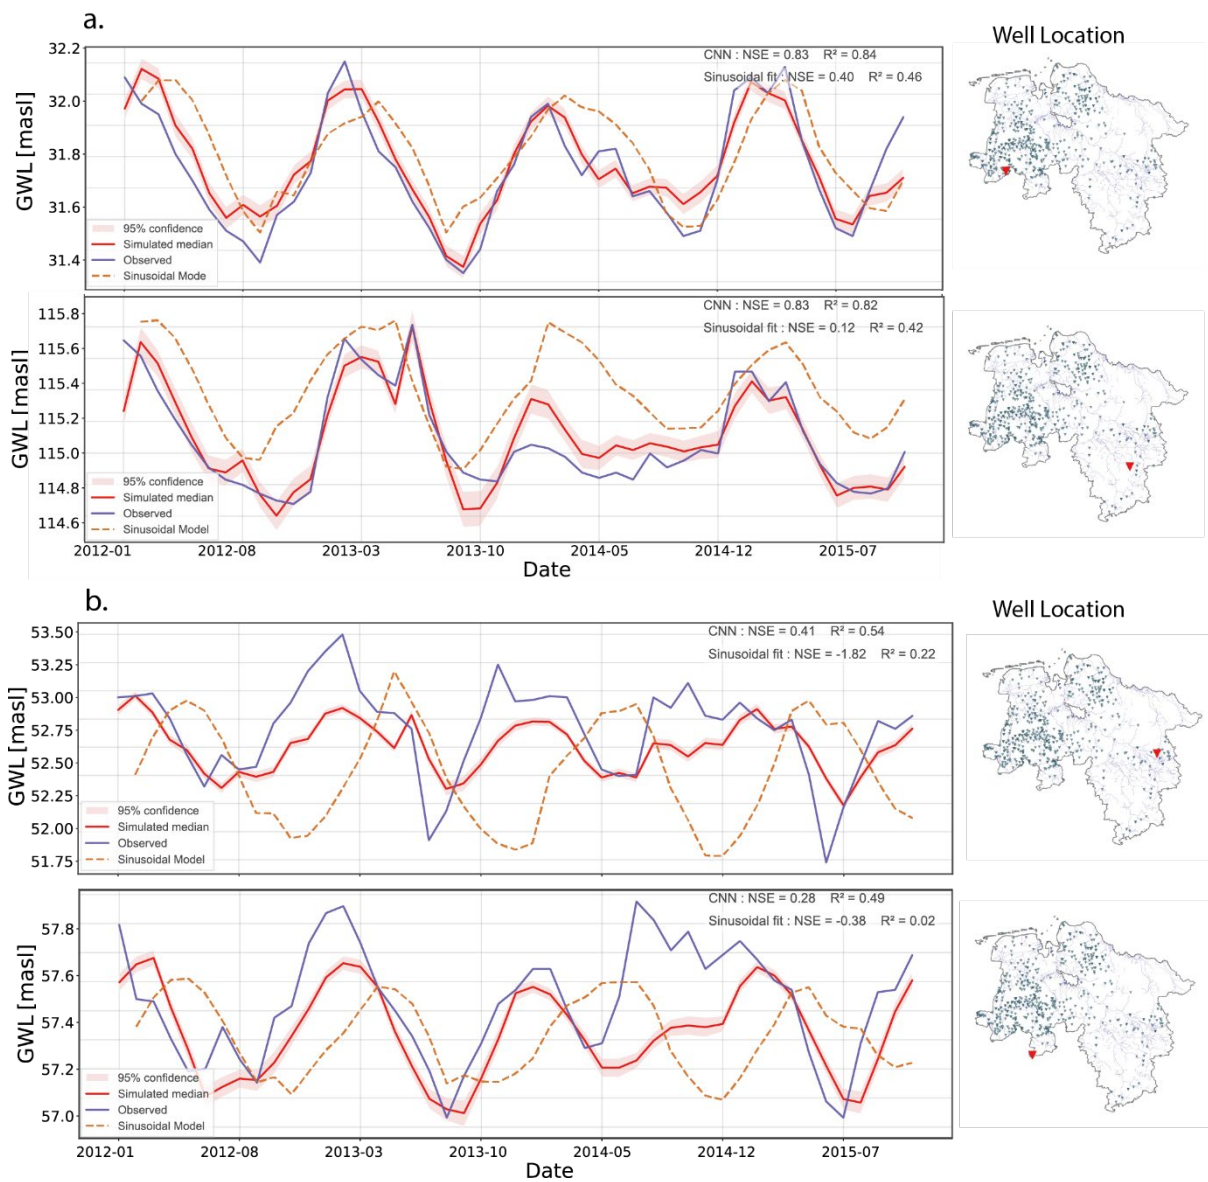 a.
Well Location
32.2
32.0
31.8
31.6
31.4
GWL [masl]
CNN : NSE = 0.83 R² = 0.84
Sinusoidal fit : NSE = 0.40 R² = 0.46
95% confidence
Simulated median
Observed
Sinusoidal Mode
115.8
115.6
115.4
115.2
115.0
114.8
114.6
GWL [masl]
CNN : NSE = 0.83 R² = 0.82
Sinusoidal fit : NSE = 0.12 R² = 0.42
95% confidence
Simulated median
Observed
Sinusoidal Model
2012-01 2012-08 2013-03 2013-10 2014-05 2014-12 2015-07
Date
b.
Well Location
53.50
53.25
53.00
52.75
52.50
52.25
52.00
51.75
GWL [masl]
CNN : NSE = 0.41 R² = 0.54
Sinusoidal fit : NSE = -1.82 R² = 0.22
95% confidence
Simulated median
Observed
Sinusoidal Model
57.8
57.6
57.4
57.2
57.0
GWL [masl]
CNN : NSE = 0.28 R² = 0.49
Sinusoidal fit : NSE = -0.38 R² = 0.02
95% confidence
Simulated median
Observed
Sinusoidal Model
2012-01 2012-08 2013-03 2013-10 2014-05 2014-12 2015-07
Date